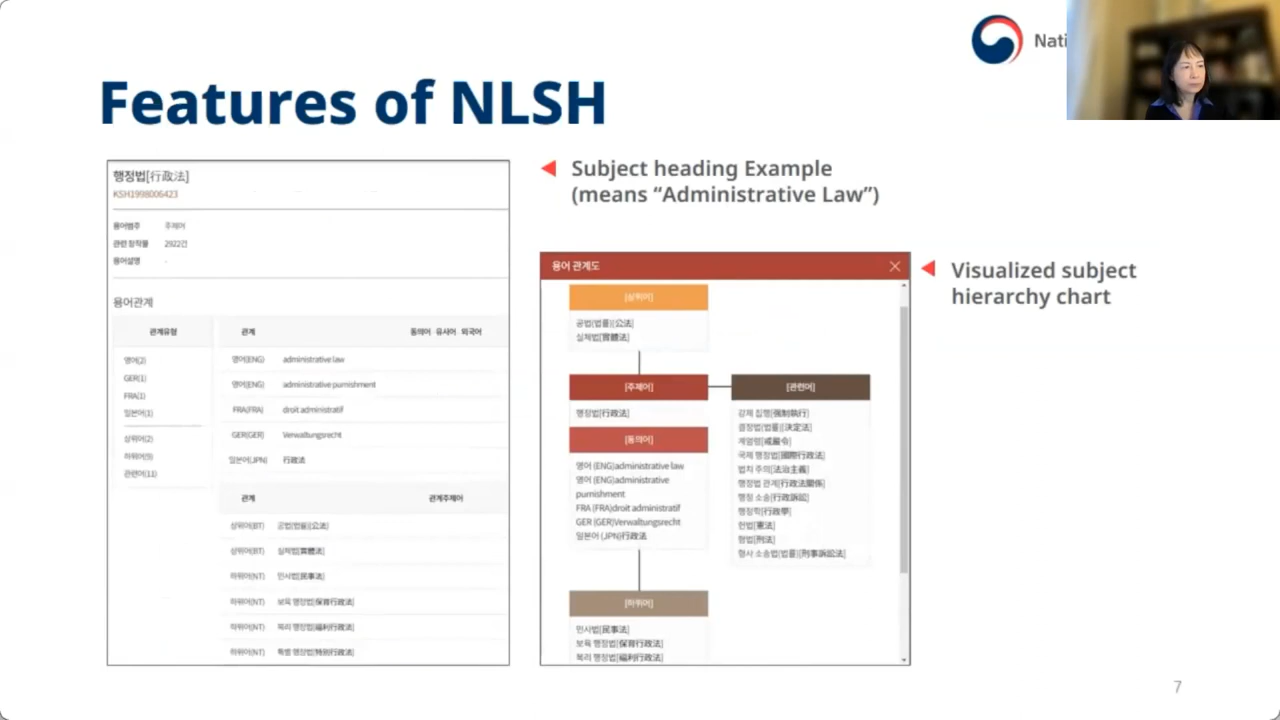 Nati
Features of NLSH
행정법[行政法]
KSH1998006423
용어범주 주제어
관련 창작물 2922건
용어설명 -
용어관계
관계유형
영어(2)
GER(1)
FRA(1)
일본어(1)
상위어(2)
하위어(9)
관련어(11)
관계 동의어·유사어·외국어
영어(ENG) administrative law
영어(ENG) administrative purnishment
FRA(FRA) droit administratif
GER(GER) Verwaltungsrecht
일본어(JPN) 行政法
관계 관계주제어
상위어(BT) 공법(법률)[公法]
상위어(BT) 실체법[實體法]
하위어(NT) 민사법[民事法]
하위어(NT) 보육 행정법[保育行政法]
하위어(NT) 복리 행정법[福利行政法]
하위어(NT) 특별 행정법[特別行政法]
Subject heading Example
(means “Administrative Law”)
용어 관계도
[상위어]
공법(법률)[公法]
실체법[實體法]
[주제어]
행정법[行政法]
[동의어]
영어 (ENG)administrative law
영어 (ENG)administrative
purnishment
FRA (FRA)droit administratif
GER (GER)Verwaltungsrecht
일본어 (JPN)行政法
[하위어]
민사법[民事法]
보육 행정법[保育行政法]
복리 행정법[福利行政法]
[관련어]
강제 집행[强制執行]
결정법(법률)[決定法]
계엄령[戒嚴令]
국제 행정법[國際行政法]
법치 주의[法治主義]
행정법 관계[行政法關係]
행정 소송[行政訴訟]
행정학[行政學]
헌법[憲法]
형법[刑法]
형사 소송법(법률)[刑事訴訟法]
Visualized subject
hierarchy chart
7